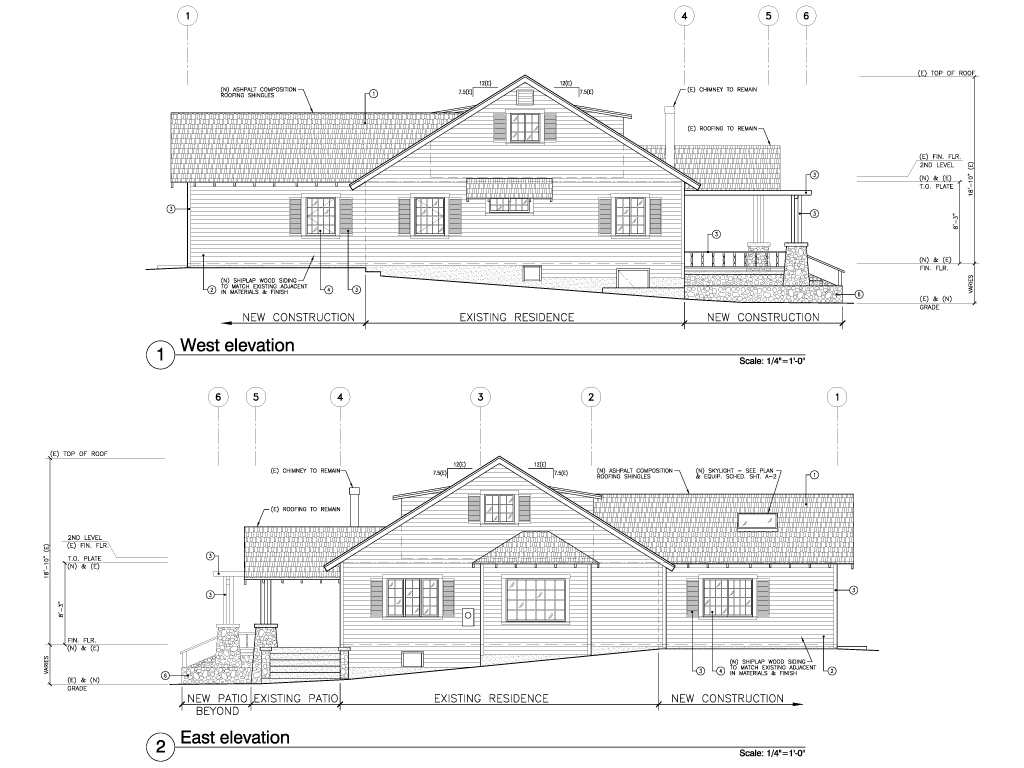 1
4
5
6
(E) TOP OF ROOF
12(E)
12(E)
7.5(E)
7.5(E)
(N) ASHPALT COMPOSITION
ROOFING SHINGLES
1
(E) CHIMNEY TO REMAIN
(E) ROOFING TO REMAIN
(E) FIN. FLR.
2ND LEVEL
(N) & (E)
T.O. PLATE
18'-10" (E)
8'-3"
3
3
3
3
(N) & (E)
FIN. FLR.
VARIES
(N) SHIPLAP WOOD SIDING
TO MATCH EXISTING ADJACENT
IN MATERIALS & FINISH
2
4
3
6
(E) & (N)
GRADE
NEW CONSTRUCTION
EXISTING RESIDENCE
NEW CONSTRUCTION
1
West elevation
Scale: 1/4"=1'-0"
6
5
4
3
2
1
(E) TOP OF ROOF
12(E)
12(E)
7.5(E)
7.5(E)
(E) CHIMNEY TO REMAIN
(N) ASHPALT COMPOSITION
ROOFING SHINGLES
(N) SKYLIGHT - SEE PLAN
& EQUIP. SCHED. SHT. A-2
1
(E) ROOFING TO REMAIN
2ND LEVEL
(E) FIN. FLR.
T.O. PLATE
(N) & (E)
18'-10" (E)
8'-3"
3
3
3
FIN. FLR.
(N) & (E)
VARIES
(E) & (N)
GRADE
6
3
4
(N) SHIPLAP WOOD SIDING
TO MATCH EXISTING ADJACENT
IN MATERIALS & FINISH
2
NEW PATIO
BEYOND
EXISTING PATIO
EXISTING RESIDENCE
NEW CONSTRUCTION
2
East elevation
Scale: 1/4"=1'-0"